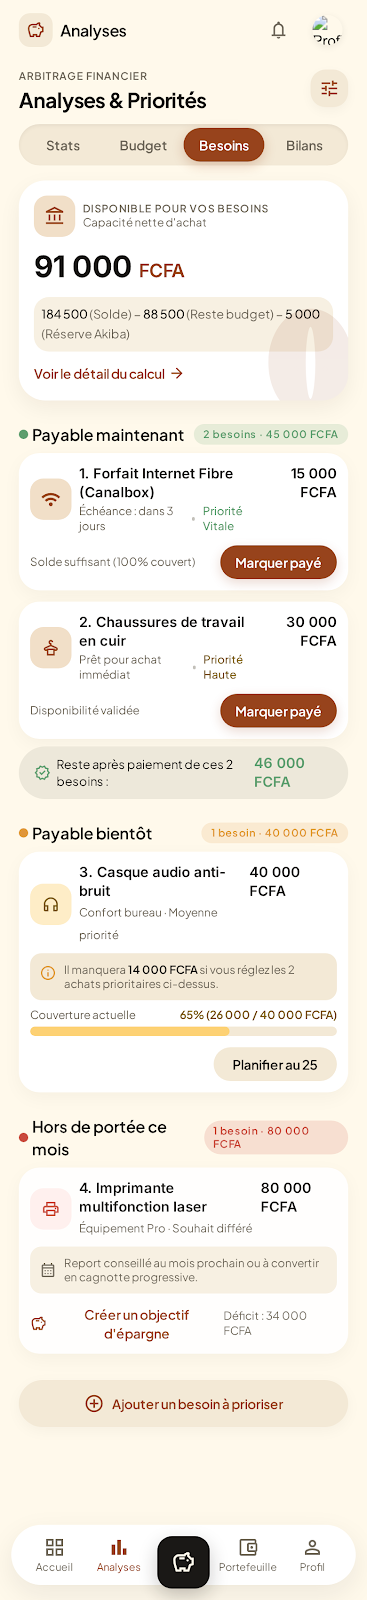 Analyses
Prof
ARBITRAGE FINANCIER
Analyses & Priorités
Stats Budget Besoins Bilans
DISPONIBLE POUR VOS BESOINS
Capacité nette d'achat
91 000 FCFA
184 500 (Solde) – 88 500 (Reste budget) – 5 000
(Réserve Akiba)
Voir le détail du calcul →
Payable maintenant 2 besoins · 45 000 FCFA
1. Forfait Internet Fibre 15 000
(Canalbox) FCFA
Échéance : dans 3 • Priorité
jours Vitale
Solde suffisant (100% couvert) Marquer payé
2. Chaussures de travail 30 000
en cuir FCFA
Prêt pour achat • Priorité
immédiat Haute
Disponibilité validée Marquer payé
Reste après paiement de ces 2 46 000
besoins : FCFA
Payable bientôt 1 besoin · 40 000 FCFA
3. Casque audio anti- 40 000
bruit FCFA
Confort bureau · Moyenne
priorité
Il manquera 14 000 FCFA si vous réglez les 2
achats prioritaires ci-dessus.
Couverture actuelle 65% (26 000 / 40 000 FCFA)
Planifier au 25
Hors de portée ce 1 besoin · 80 000
mois FCFA
4. Imprimante 80 000
multifonction laser FCFA
Équipement Pro · Souhait différé
Report conseillé au mois prochain ou à convertir
en cagnotte progressive.
Créer un objectif Déficit : 34 000
d'épargne FCFA
Ajouter un besoin à prioriser
Accueil Analyses Portefeuille Profil